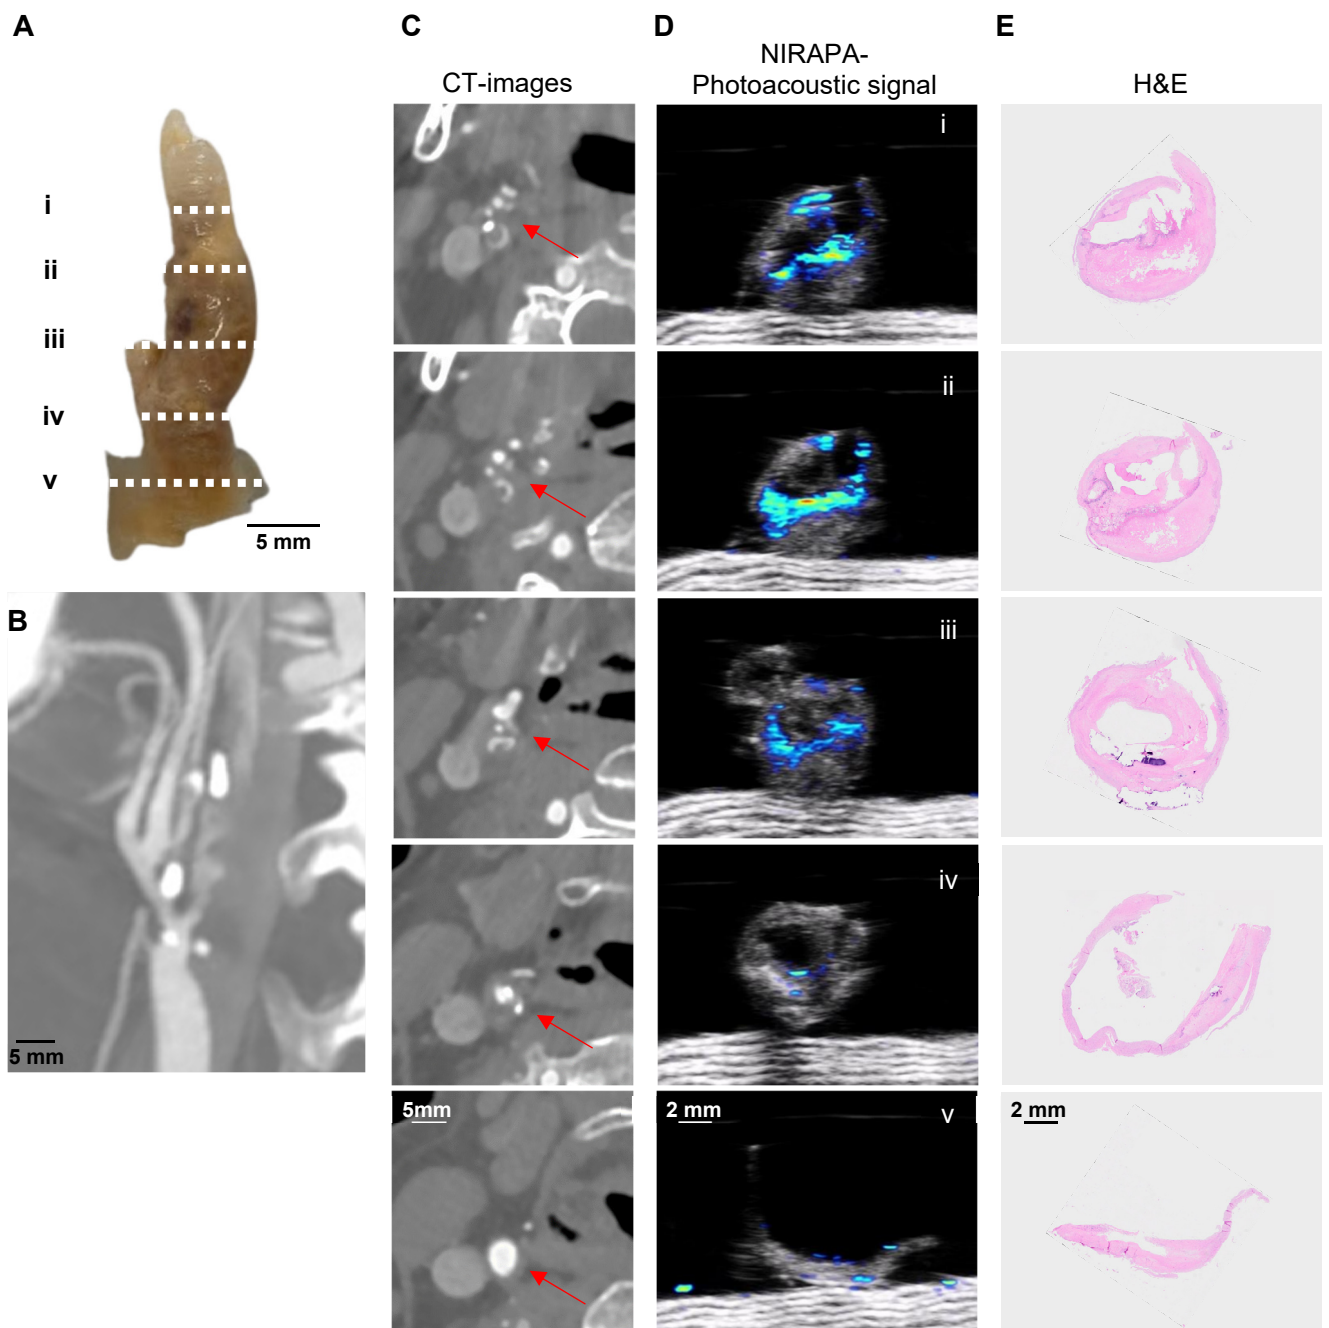 A
i
ii
iii
iv
v
5 mm
B
5 mm
C
CT-images
5mm
D
NIRAPA-
Photoacoustic signal
i
ii
iii
iv
v
2 mm
E
H&E
2 mm